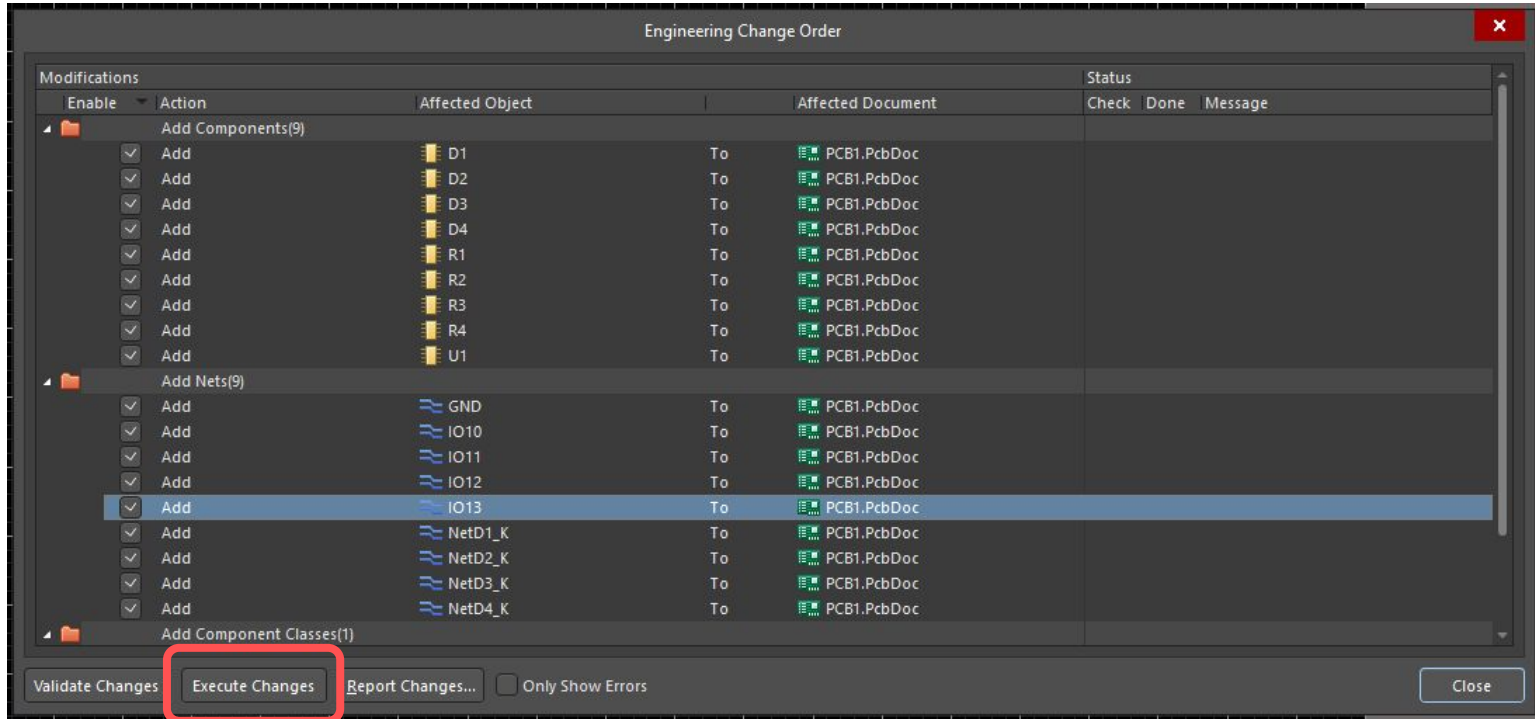 Engineering Change Order
Modifications Status
Enable Action Affected Object Affected Document Check Done Message
Add Components(9)
Add D1 To PCB1.PcbDoc
Add D2 To PCB1.PcbDoc
Add D3 To PCB1.PcbDoc
Add D4 To PCB1.PcbDoc
Add R1 To PCB1.PcbDoc
Add R2 To PCB1.PcbDoc
Add R3 To PCB1.PcbDoc
Add R4 To PCB1.PcbDoc
Add U1 To PCB1.PcbDoc
Add Nets(9)
Add GND To PCB1.PcbDoc
Add IO10 To PCB1.PcbDoc
Add IO11 To PCB1.PcbDoc
Add IO12 To PCB1.PcbDoc
Add IO13 To PCB1.PcbDoc
Add NetD1_K To PCB1.PcbDoc
Add NetD2_K To PCB1.PcbDoc
Add NetD3_K To PCB1.PcbDoc
Add NetD4_K To PCB1.PcbDoc
Add Component Classes(1)
Validate Changes Execute Changes Report Changes... Only Show Errors Close